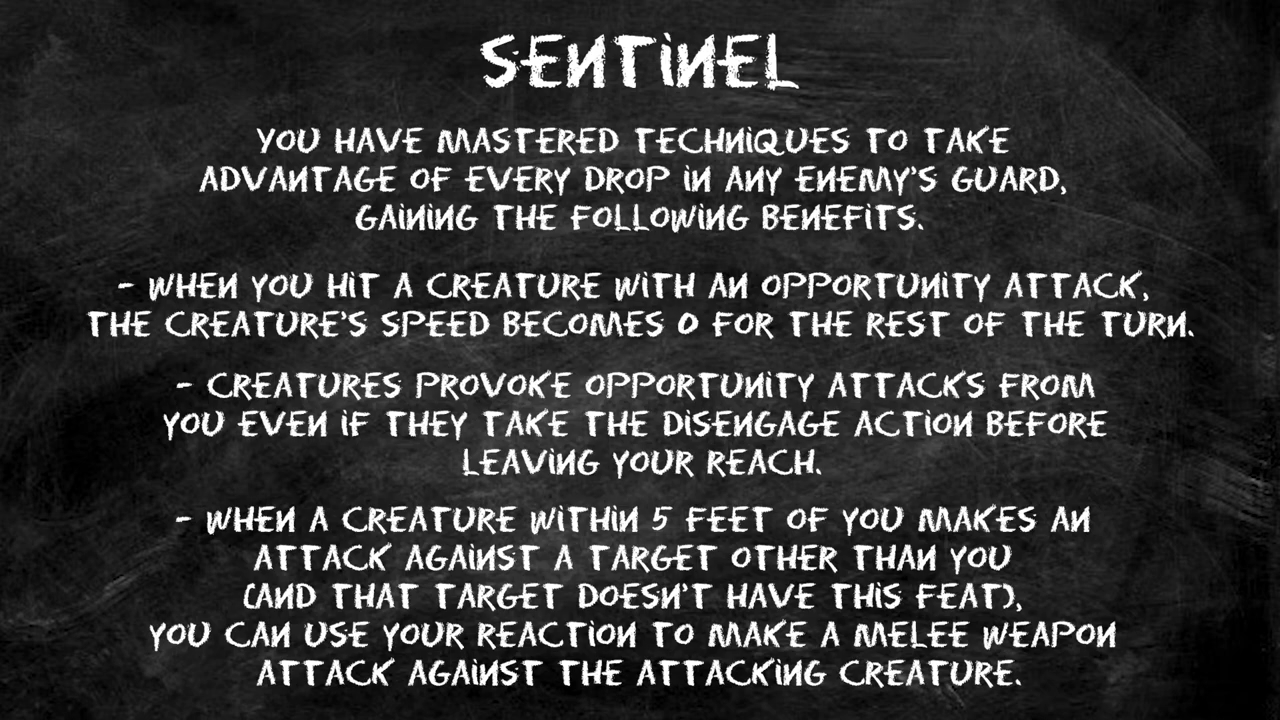 SENTINEL
YOU HAVE MASTERED TECHNIQUES TO TAKE
ADVANTAGE OF EVERY DROP IN ANY ENEMY'S GUARD,
GAINING THE FOLLOWING BENEFITS.
- WHEN YOU HIT A CREATURE WITH AN OPPORTUNITY ATTACK,
THE CREATURE'S SPEED BECOMES 0 FOR THE REST OF THE TURN.
- CREATURES PROVOKE OPPORTUNITY ATTACKS FROM
YOU EVEN IF THEY TAKE THE DISENGAGE ACTION BEFORE
LEAVING YOUR REACH.
- WHEN A CREATURE WITHIN 5 FEET OF YOU MAKES AN
ATTACK AGAINST A TARGET OTHER THAN YOU
(AND THAT TARGET DOESN'T HAVE THIS FEAT),
YOU CAN USE YOUR REACTION TO MAKE A MELEE WEAPON
ATTACK AGAINST THE ATTACKING CREATURE.